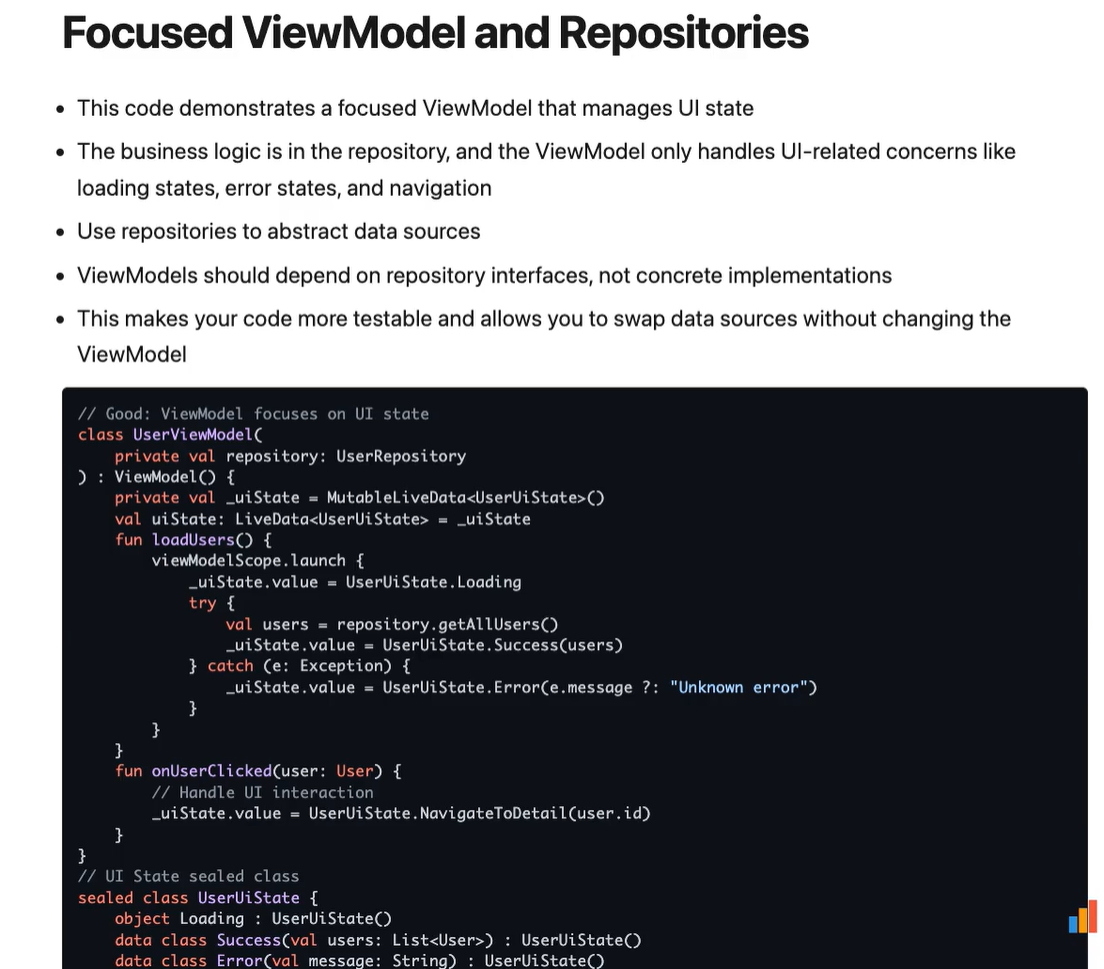 Focused ViewModel and Repositories
• This code demonstrates a focused ViewModel that manages UI state
• The business logic is in the repository, and the ViewModel only handles UI-related concerns like
loading states, error states, and navigation
• Use repositories to abstract data sources
• ViewModels should depend on repository interfaces, not concrete implementations
• This makes your code more testable and allows you to swap data sources without changing the
ViewModel
// Good: ViewModel focuses on UI state
class UserViewModel(
    private val repository: UserRepository
) : ViewModel() {
    private val _uiState = MutableLiveData<UserUiState>()
    val uiState: LiveData<UserUiState> = _uiState
    fun loadUsers() {
        viewModelScope.launch {
            _uiState.value = UserUiState.Loading
            try {
                val users = repository.getAllUsers()
                _uiState.value = UserUiState.Success(users)
            } catch (e: Exception) {
                _uiState.value = UserUiState.Error(e.message ?: "Unknown error")
            }
        }
    }
    fun onUserClicked(user: User) {
        // Handle UI interaction
        _uiState.value = UserUiState.NavigateToDetail(user.id)
    }
}
// UI State sealed class
sealed class UserUiState {
    object Loading : UserUiState()
    data class Success(val users: List<User>) : UserUiState()
    data class Error(val message: String) : UserUiState()